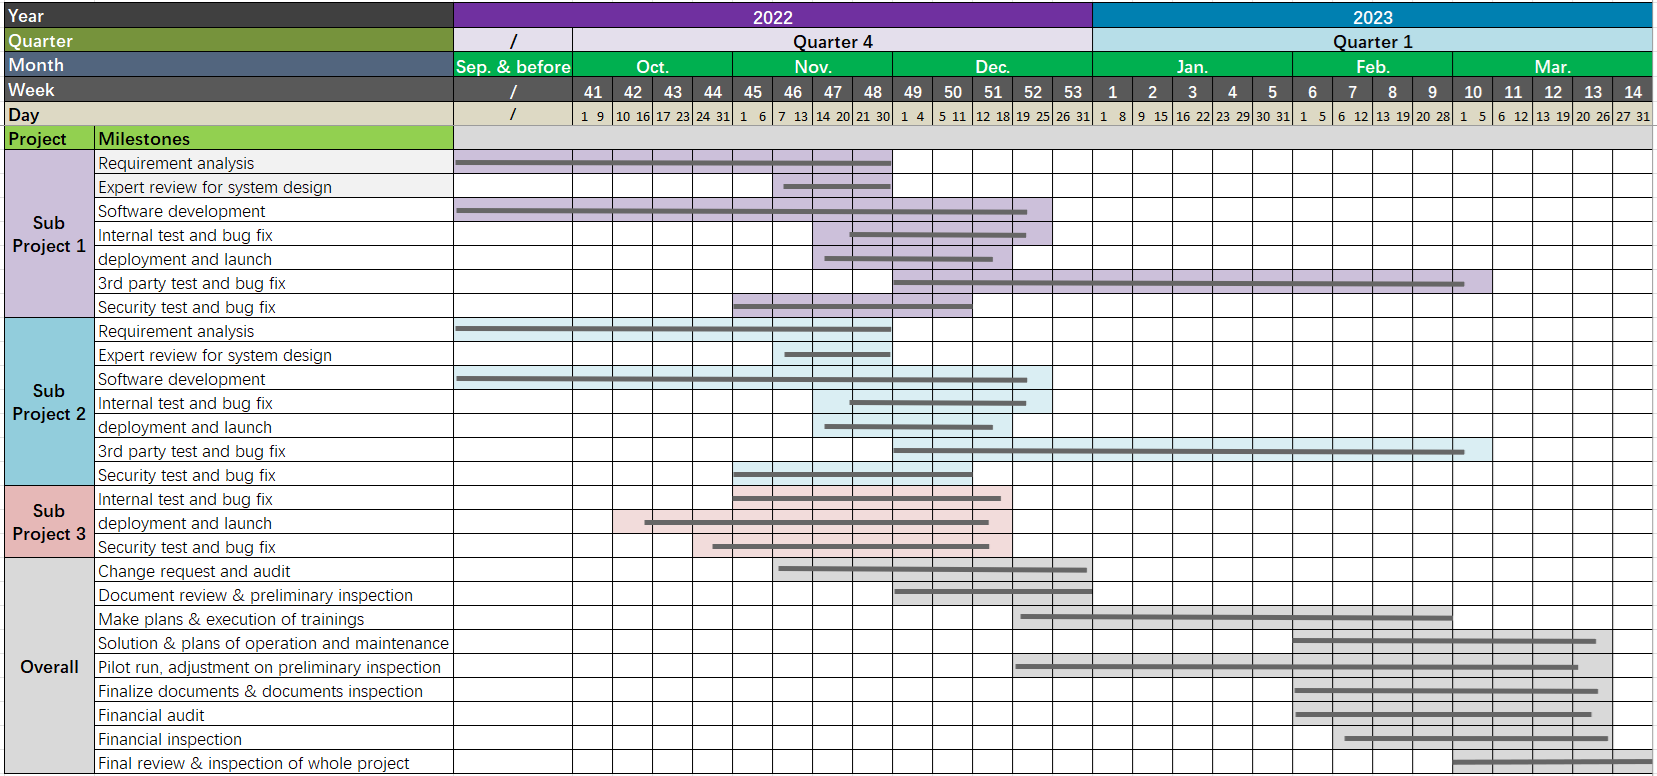 Year 2022 2023
Quarter / Quarter 4 Quarter 1
Month Sep. & before Oct. Nov. Dec. Jan. Feb. Mar.
Week / 41 42 43 44 45 46 47 48 49 50 51 52 53 1 2 3 4 5 6 7 8 9 10 11 12 13 14
Day / 1 9 10 16 17 23 24 31 1 6 7 13 14 20 21 30 1 4 5 11 12 18 19 25 26 31 1 8 9 15 16 22 23 29 30 31 1 5 6 12 13 19 20 28 1 5 6 12 13 19 20 26 27 31
Project Milestones
Sub Project 1
Requirement analysis
Expert review for system design
Software development
Internal test and bug fix
deployment and launch
3rd party test and bug fix
Security test and bug fix
Sub Project 2
Requirement analysis
Expert review for system design
Software development
Internal test and bug fix
deployment and launch
3rd party test and bug fix
Security test and bug fix
Sub Project 3
Internal test and bug fix
deployment and launch
Security test and bug fix
Overall
Change request and audit
Document review & preliminary inspection
Make plans & execution of trainings
Solution & plans of operation and maintenance
Pilot run, adjustment on preliminary inspection
Finalize documents & documents inspection
Financial audit
Financial inspection
Final review & inspection of whole project